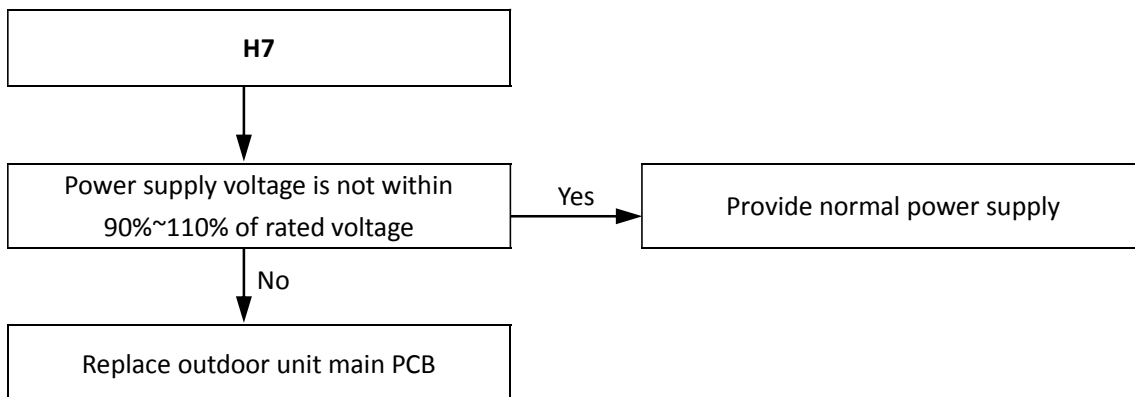 H7
Power supply voltage is not within
90%~110% of rated voltage
Yes
Provide normal power supply
No
Replace outdoor unit main PCB